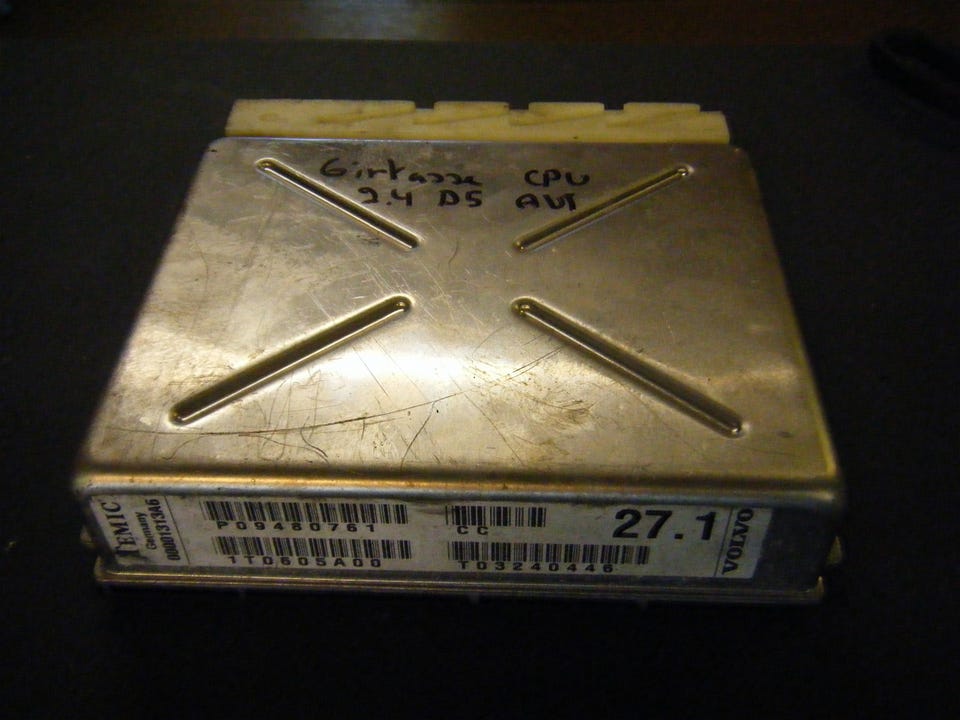 Girkasse CPU
2.4 D5 AUT
TEMIC
Germany
00001313A6
P09480761
CC
27.1
VOLVO
1T0605A00
T03240446